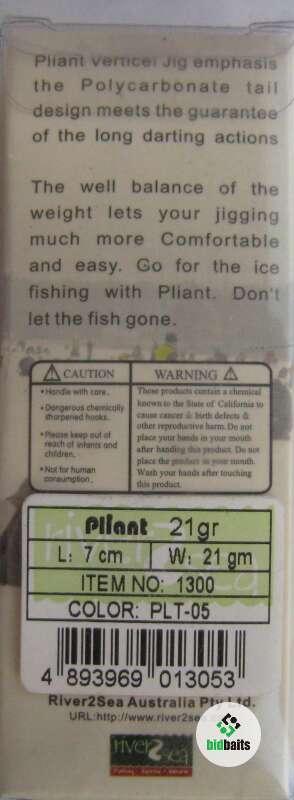 Pliant Verticel Jig emphasis
the Polycarbonate tail
design meets the guarantee
of the long darting actions
The well balance of the
weight lets your jigging
much more Comfortable
and easy. Go for the ice
fishing with Pliant. Don't
let the fish gone.
CAUTION
• Handle with care.
• Dangerous chemically
sharpened hooks.
• Please keep out of
reach of infants and
children.
• Not for human
consumption.
WARNING
These products contain a chemical
known to the State of California to
cause cancer & birth defects &
other reproductive harm. Do not
place your baits in your mouth
after handing this product. Do not
place the product in your mouth.
Wash your hands after touching
this product.
Pliant 21gr
L: 7 cm W: 21 gm
ITEM NO: 1300
COLOR: PLT-05
4 893969 013053
River2Sea Australia Pty Ltd.
URL:http://www.river2sea
river2sea
bidbaits